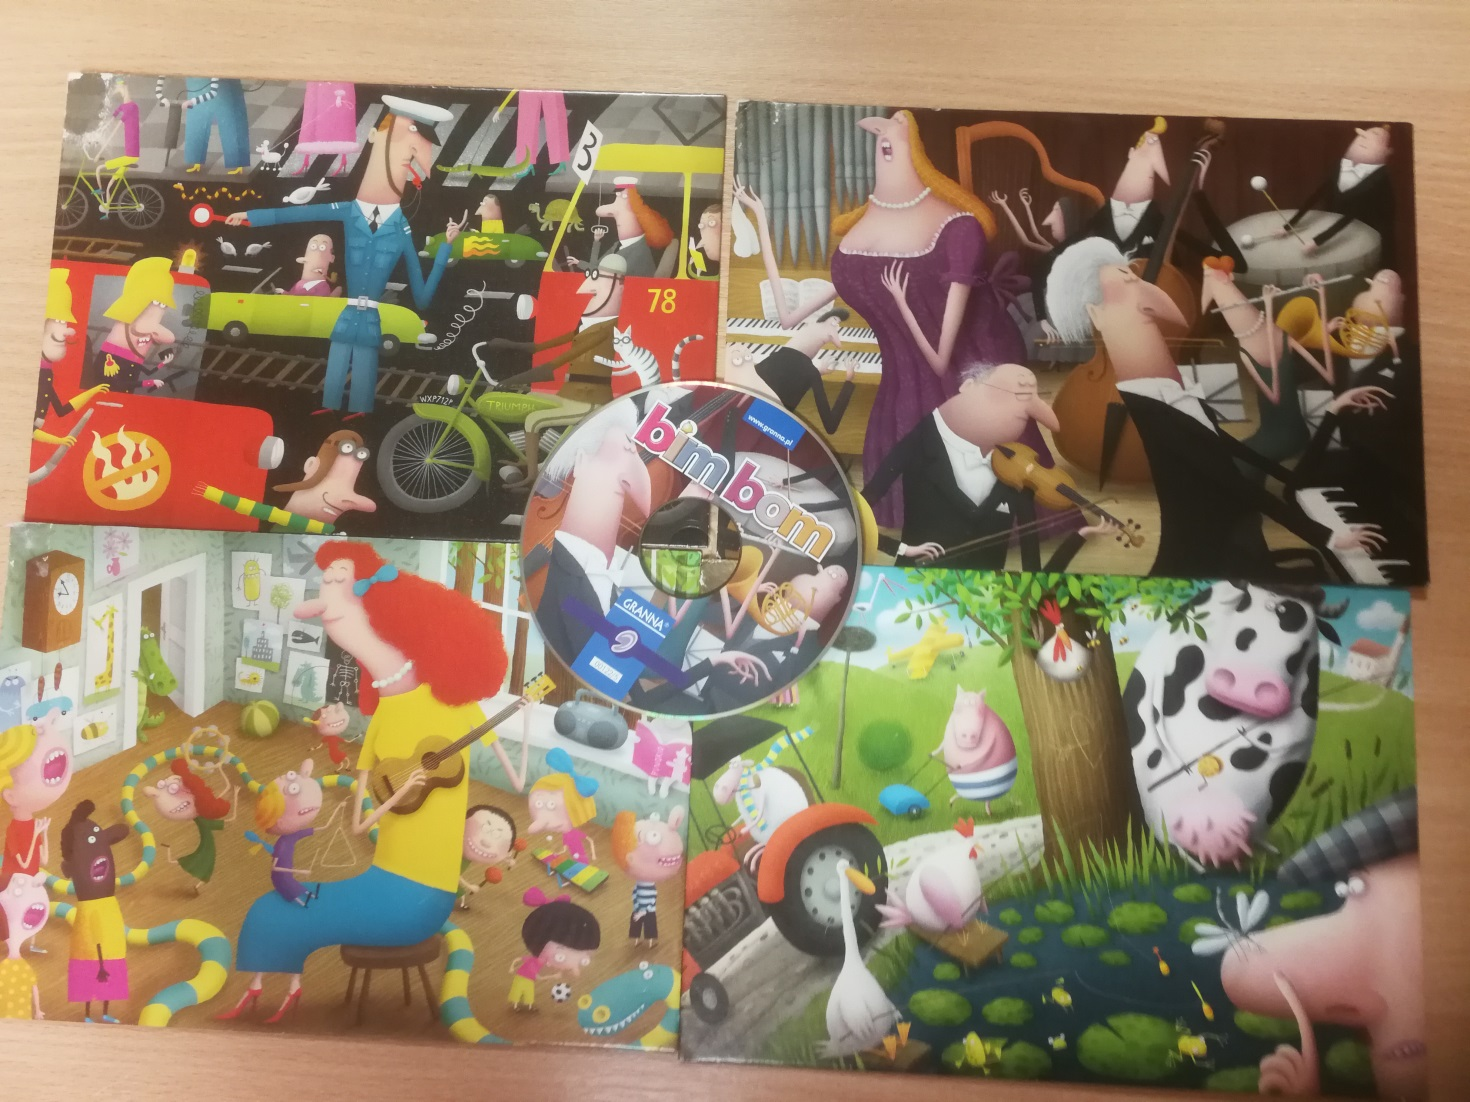 3
78
WXP712P
TRIUMPH
www.granna.pl
bim bom
GRANNA